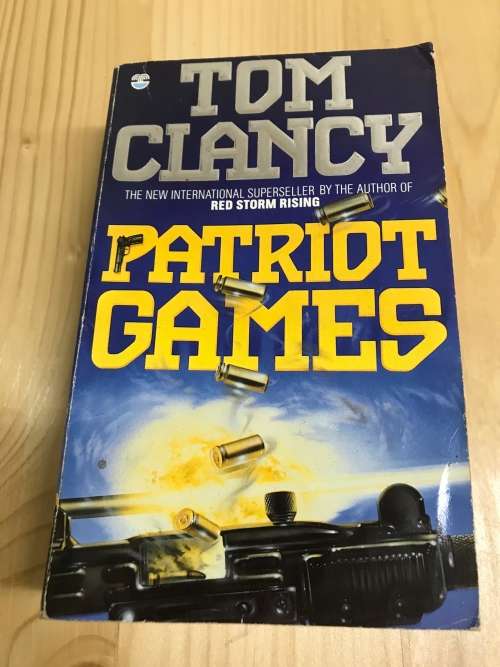 TOM
CLANCY
THE NEW INTERNATIONAL SUPERSELLER BY THE AUTHOR OF
RED STORM RISING
PATRIOT
GAMES